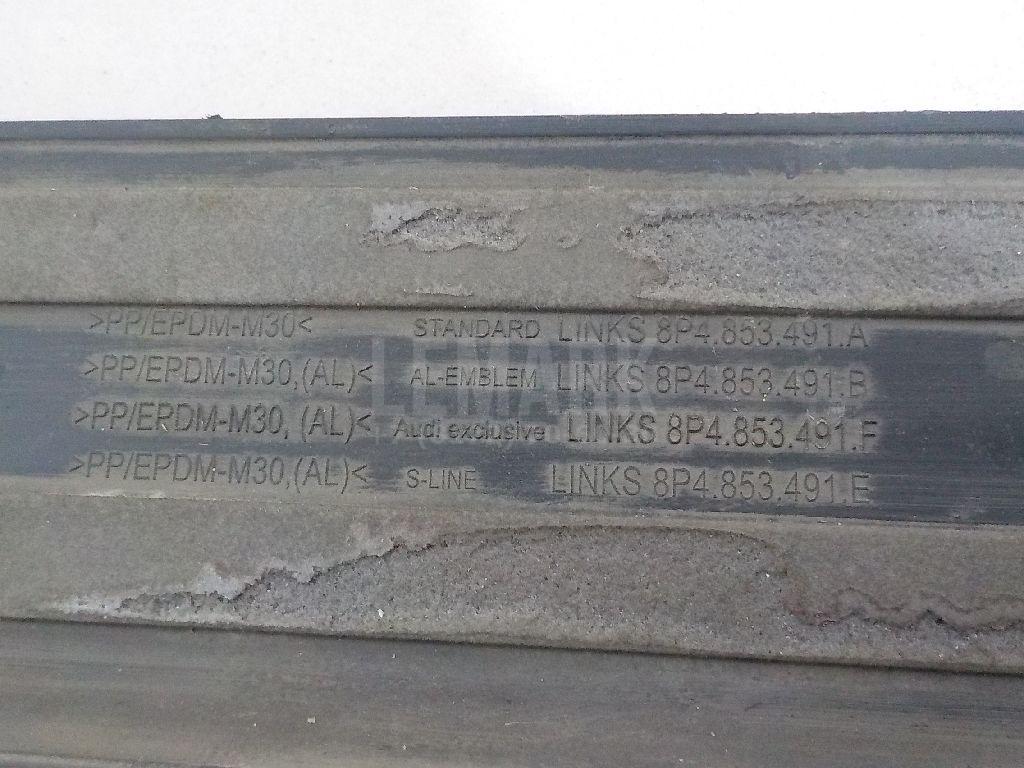 >PP/EPDM-M30< STANDARD LINKS 8P4.853.491.A
>PP/EPDM-M30,(AL)< AL-EMBLEM LINKS 8P4.853.491.B
>PP/EPDM-M30, (AL)< Audi exclusive LINKS 8P4.853.491.F
>PP/EPDM-M30,(AL)< S-LINE LINKS 8P4.853.491.E
LEMARK